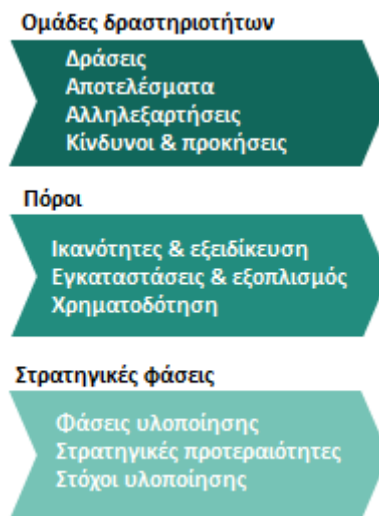 Ομάδες δραστηριοτήτων
Δράσεις
Αποτελέσματα
Αλληλεξαρτήσεις
Κίνδυνοι & προκήσεις
Πόροι
Ικανότητες & εξειδίκευση
Εγκαταστάσεις & εξοπλισμός
Χρηματοδότηση
Στρατηγικές φάσεις
Φάσεις υλοποίησης
Στρατηγικές προτεραιότητες
Στόχοι υλοποίησης